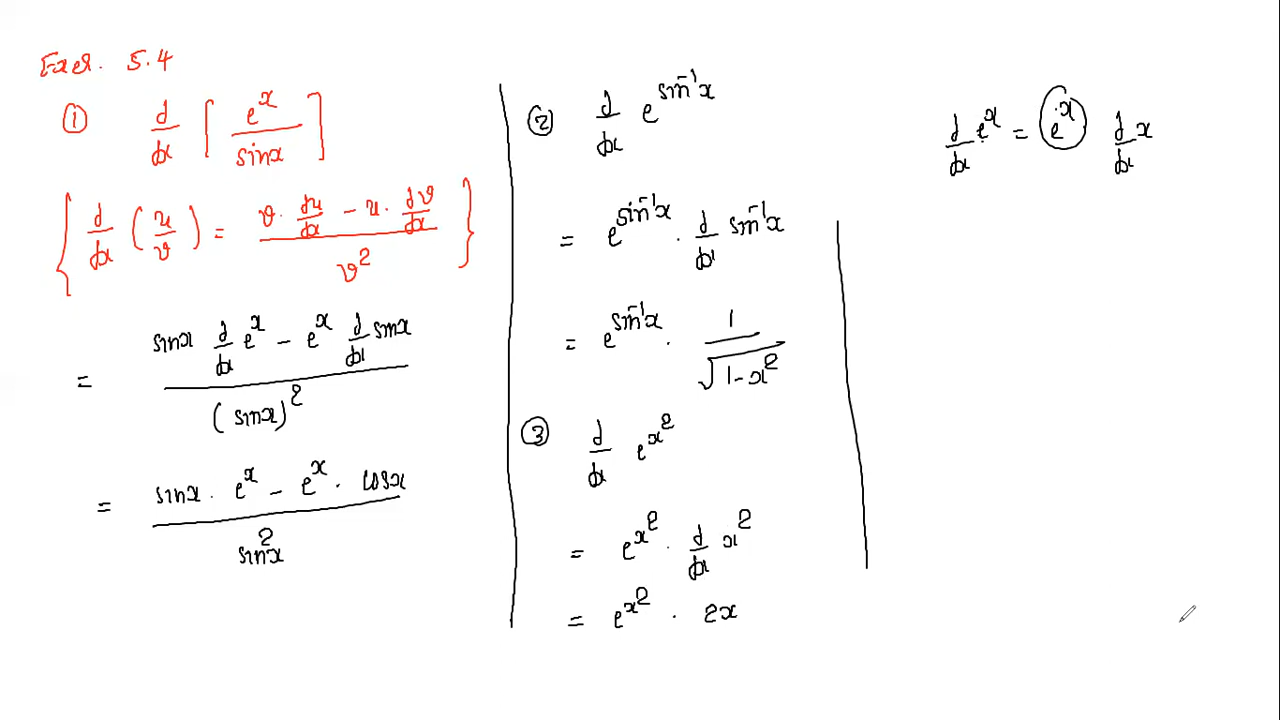 Exer. 5.4
① d/dx [ e^x / sinx ]
{ d/dx (u/v) = (v · du/dx − u · dv/dx) / v² }
= (sinx d/dx e^x − e^x d/dx sinx) / (sinx)²
= (sinx · e^x − e^x · cosx) / sin²x
② d/dx e^(sin⁻¹x)
= e^(sin⁻¹x) · d/dx sin⁻¹x
= e^(sin⁻¹x) · 1/√(1−x²)
③ d/dx e^(x²)
= e^(x²) · d/dx x²
= e^(x²) · 2x
d/dx e^x = e^x d/dx x